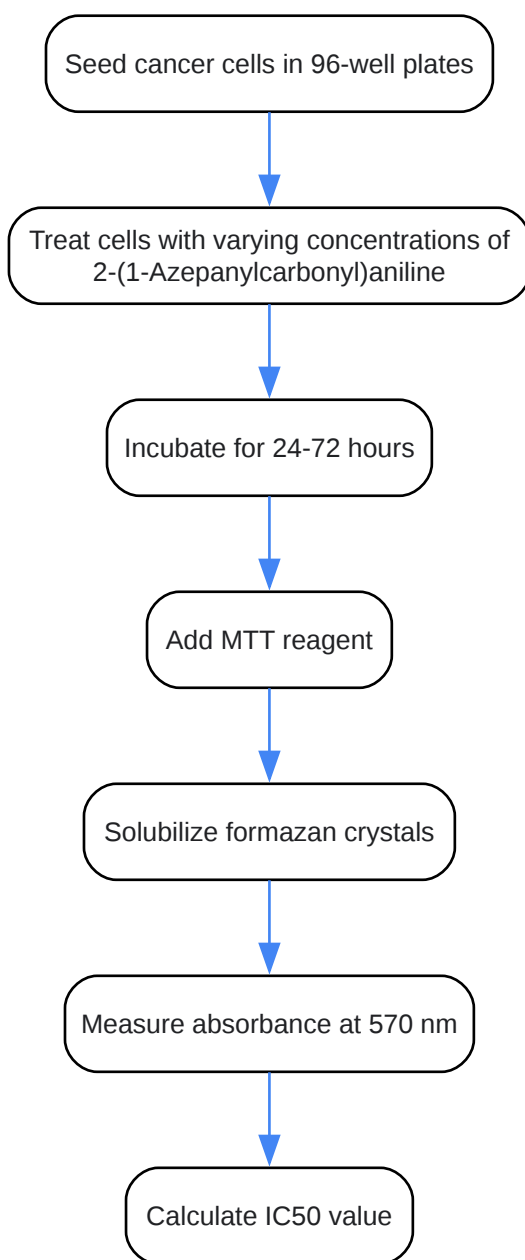 Seed cancer cells in 96-well plates
Treat cells with varying concentrations of
2-(1-Azepanylcarbonyl)aniline
Incubate for 24-72 hours
Add MTT reagent
Solubilize formazan crystals
Measure absorbance at 570 nm
Calculate IC50 value